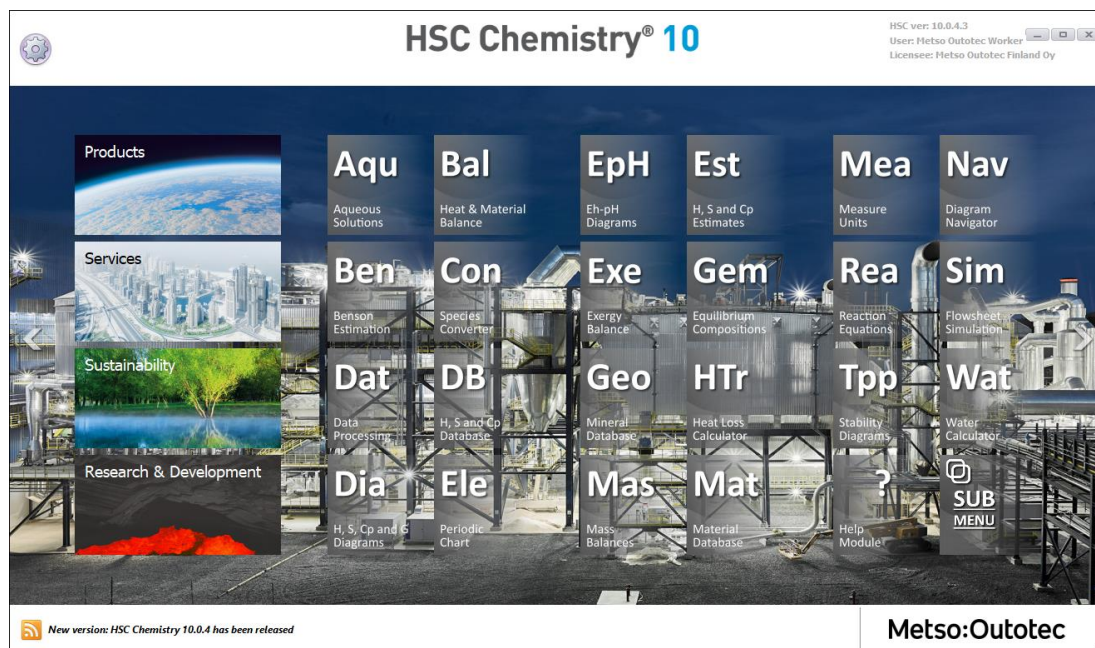 HSC Chemistry® 10
HSC ver: 10.0.4.3
User: Metso Outotec Worker
Licensee: Metso Outotec Finland Oy
Products
Services
Sustainability
Research & Development
Aqu
Aqueous
Solutions
Bal
Heat & Material
Balance
EpH
Eh-pH
Diagrams
Est
H, S and Cp
Estimates
Mea
Measure
Units
Nav
Diagram
Navigator
Ben
Benson
Estimation
Con
Species
Converter
Exe
Exergy
Balance
Gem
Equilibrium
Compositions
Rea
Reaction
Equations
Sim
Flowsheet
Simulation
Dat
Data
Processing
DB
H, S and Cp
Database
Geo
Mineral
Database
HTr
Heat Loss
Calculator
Tpp
Stability
Diagrams
Wat
Water
Calculator
Dia
H, S, Cp and G
Diagrams
Ele
Periodic
Chart
Mas
Mass
Balances
Mat
Material
Database
?
Help
Module
SUB
MENU
New version: HSC Chemistry 10.0.4 has been released
Metso:Outotec